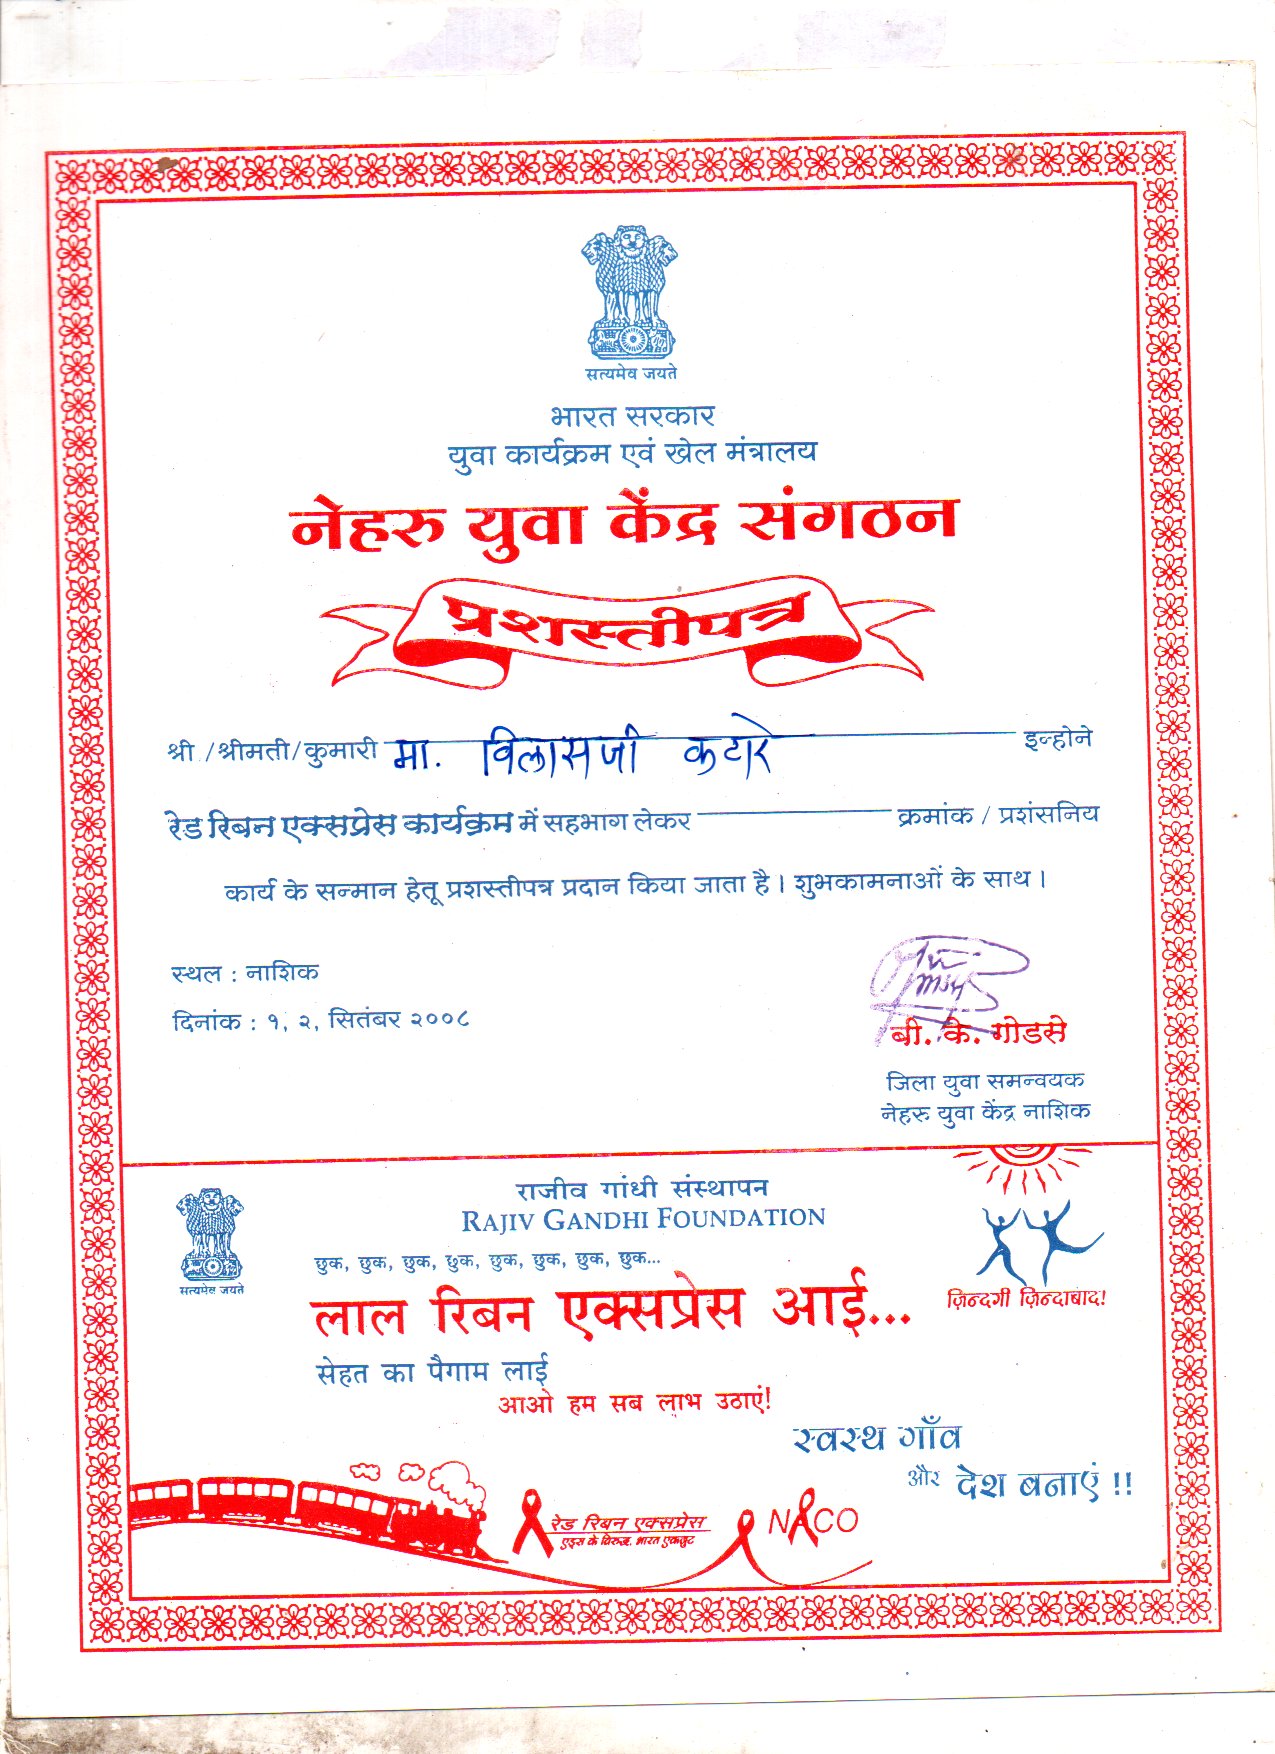 सत्यमेव जयते
भारत सरकार
युवा कार्यक्रम एवं खेल मंत्रालय
नेहरु युवा केंद्र संगठन
प्रशस्तीपत्र
श्री /श्रीमती/कुमारी मा. विलासजी कटारे इन्होने
रेड रिबन एक्सप्रेस कार्यक्रम में सहभाग लेकर क्रमांक / प्रशंसनिय
कार्य के सन्मान हेतू प्रशस्तीपत्र प्रदान किया जाता है । शुभकामनाओं के साथ ।
स्थल : नाशिक
दिनांक : १, २, सितंबर २००८
बी. के. गोडसे
जिला युवा समन्वयक
नेहरु युवा केंद्र नाशिक
राजीव गांधी संस्थापन
RAJIV GANDHI FOUNDATION
सत्यमेव जयते
छुक, छुक, छुक, छुक, छुक, छुक, छुक, छुक...
लाल रिबन एक्सप्रेस आई...
ज़िन्दगी ज़िन्दाबाद!
सेहत का पैगाम लाई
आओ हम सब लाभ उठाएं!
स्वस्थ गाँव
और देश बनाएं !!
रेड रिबन एक्सप्रेस
एड्स के विरुद्ध, भारत एकजुट
NACO